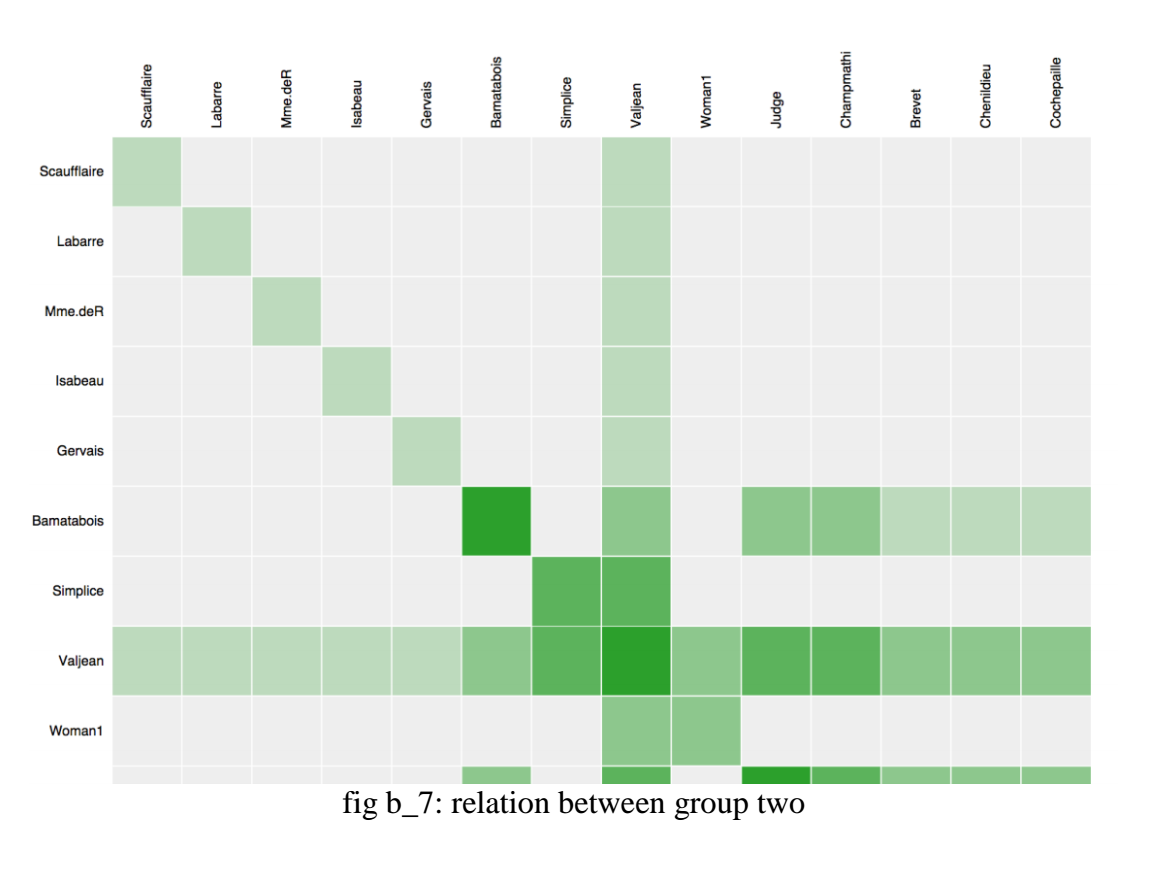 Scaufflaire
Labarre
Mme.deR
Isabeau
Gervais
Bamatabois
Simplice
Valjean
Woman1
Judge
Champmathi
Brevet
Chenildieu
Cochepaille
Scaufflaire
Labarre
Mme.deR
Isabeau
Gervais
Bamatabois
Simplice
Valjean
Woman1
fig b_7: relation between group two